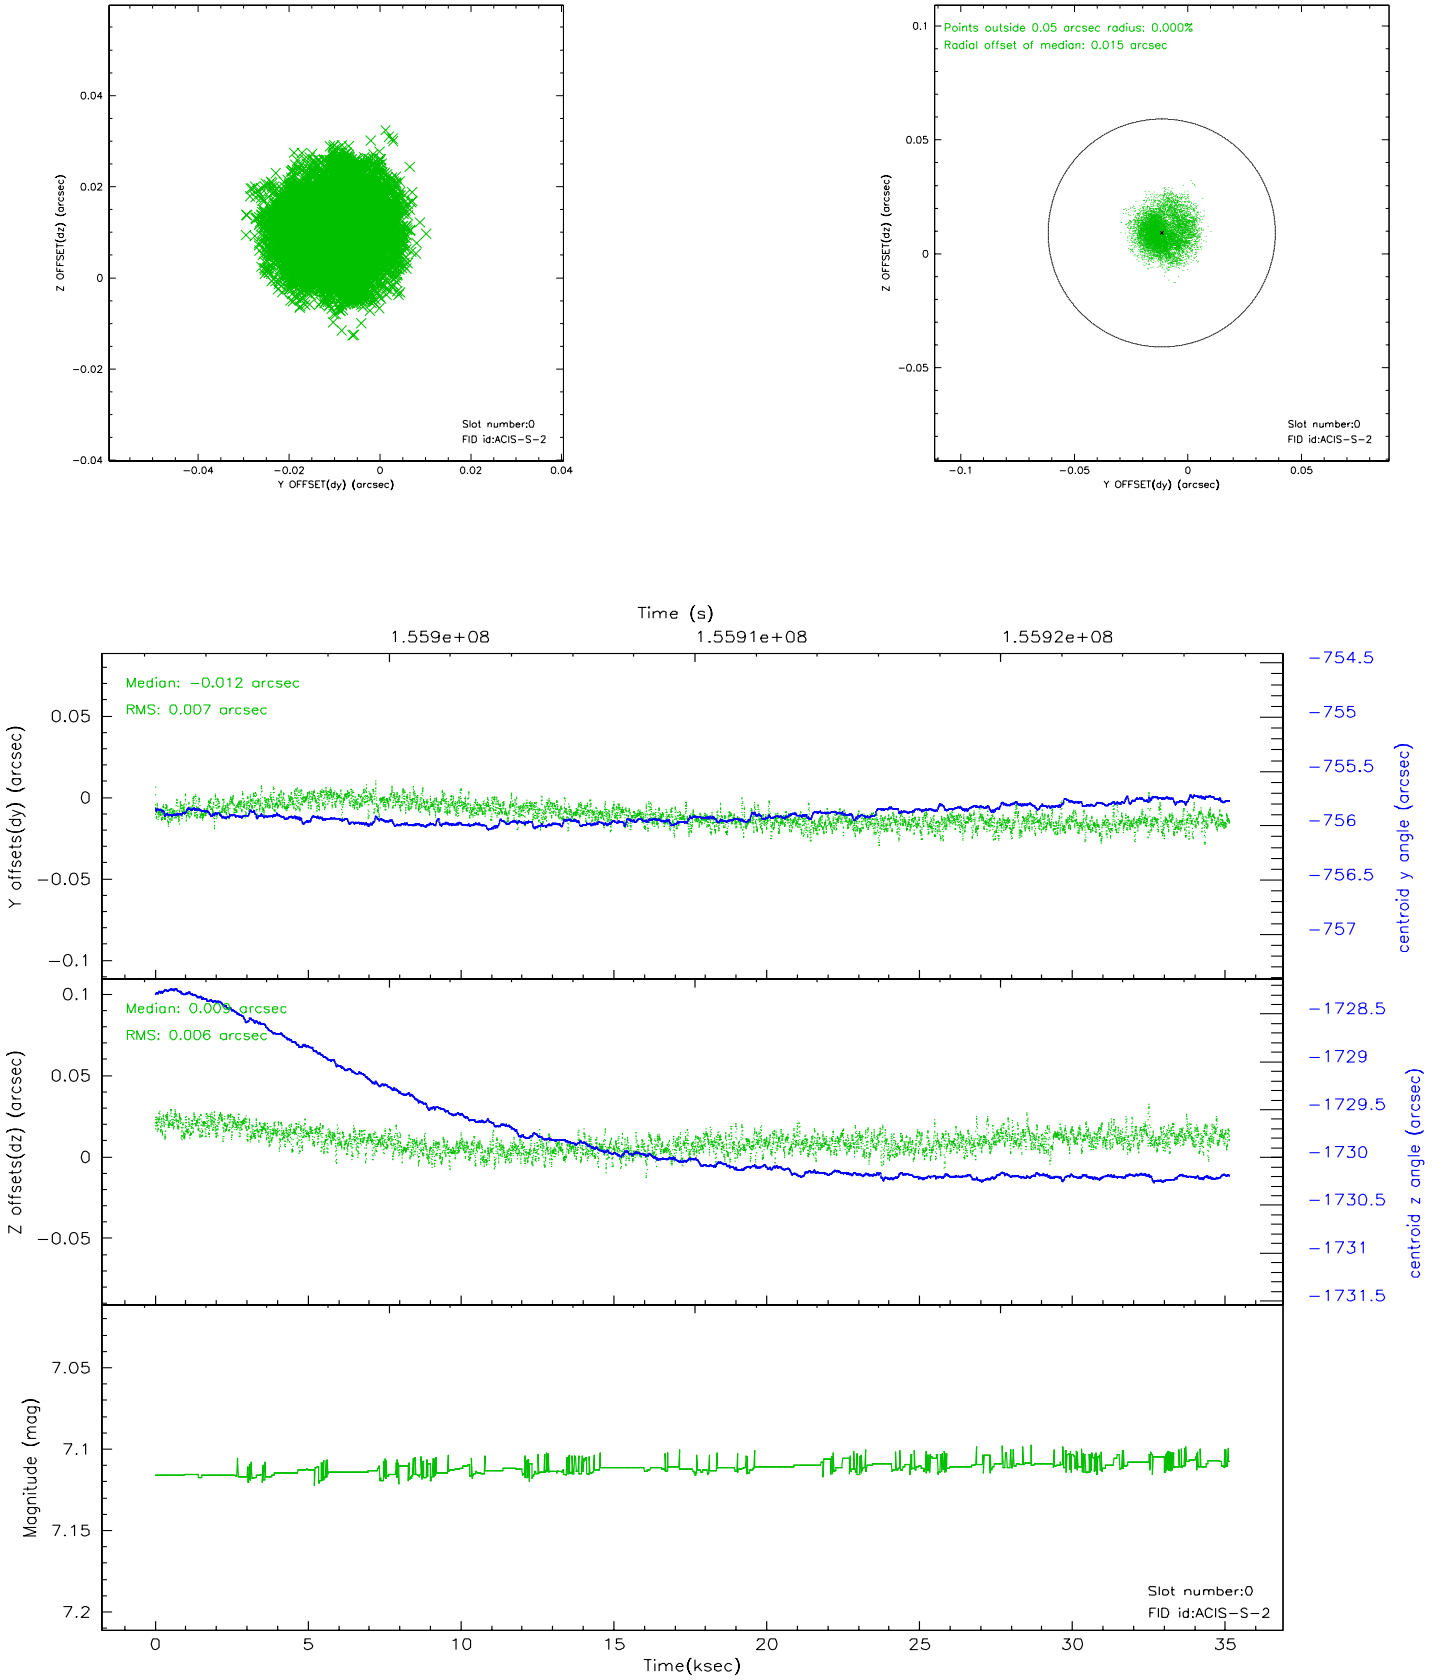 0.04
0.02
0
-0.02
-0.04
Z OFFSET(dz) (arcsec)
Slot number:0
FID id:ACIS-S-2
-0.04
-0.02
0
0.02
0.04
Y OFFSET(dy) (arcsec)
Points outside 0.05 arcsec radius: 0.000%
Radial offset of median: 0.015 arcsec
0.1
0.05
0
-0.05
Z OFFSET(dz) (arcsec)
Slot number:0
FID id:ACIS-S-2
-0.1
-0.05
0
0.05
Y OFFSET(dy) (arcsec)
Time (s)
1.559e+08
1.5591e+08
1.5592e+08
Median: -0.012 arcsec
RMS: 0.007 arcsec
0.05
0
-0.05
-0.1
Y offsets(dy) (arcsec)
-754.5
-755
-755.5
-756
-756.5
-757
centroid y angle (arcsec)
Median: 0.009 arcsec
RMS: 0.006 arcsec
0.1
0.05
0
-0.05
Z offsets(dz) (arcsec)
-1728.5
-1729
-1729.5
-1730
-1730.5
-1731
-1731.5
centroid z angle (arcsec)
7.05
7.1
7.15
7.2
Magnitude (mag)
Slot number:0
FID id:ACIS-S-2
0
5
10
15
20
25
30
35
Time(ksec)